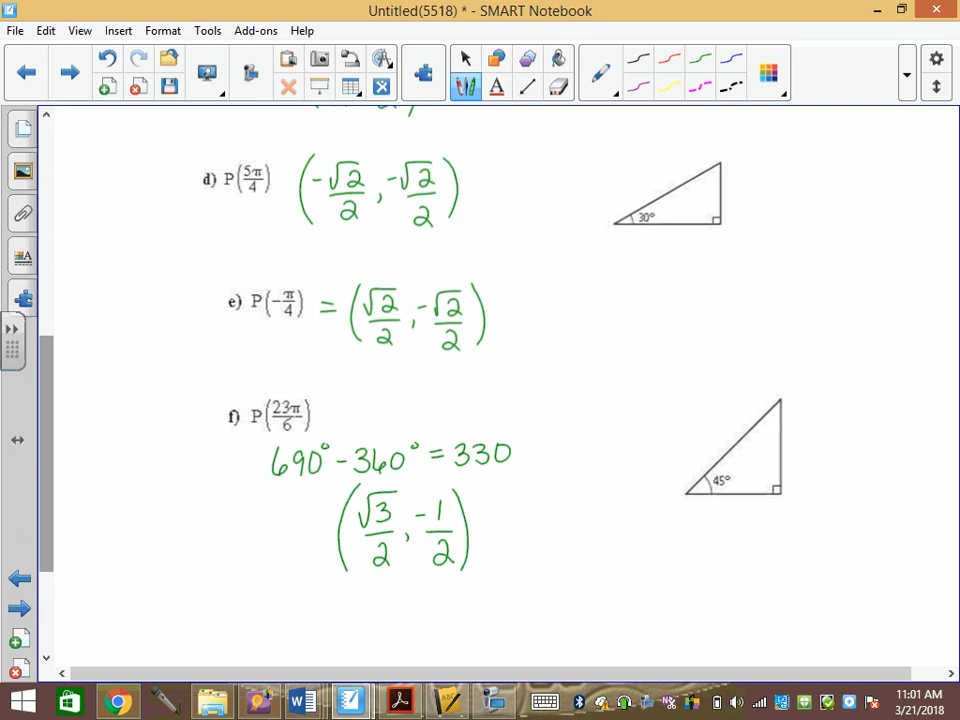 Untitled(5518) * - SMART Notebook
File Edit View Insert Format Tools Add-ons Help
d) P(5π/4) (-√2/2, -√2/2)
30°
e) P(-π/4) = (√2/2, -√2/2)
f) P(23π/6)
690° - 360° = 330
45°
(√3/2, -1/2)
11:01 AM
3/21/2018